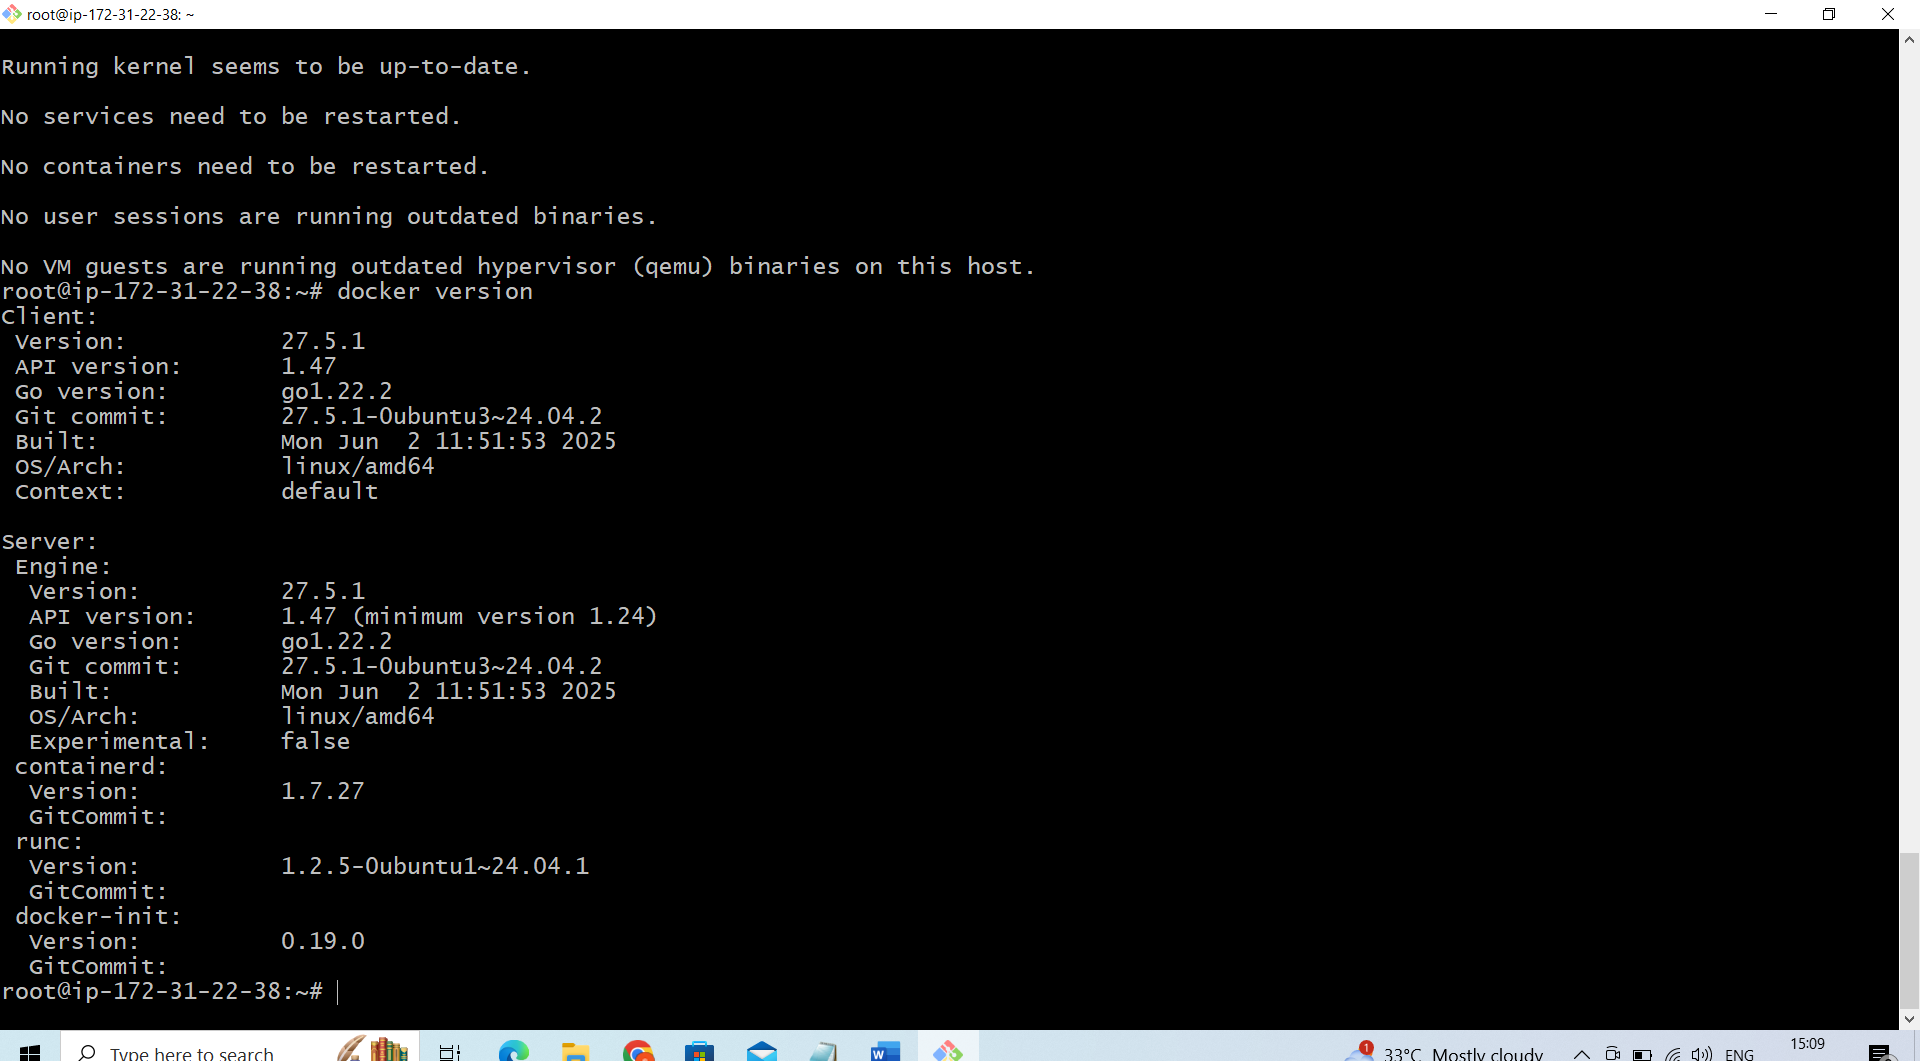 root@ip-172-31-22-38: ~
Running kernel seems to be up-to-date.
No services need to be restarted.
No containers need to be restarted.
No user sessions are running outdated binaries.
No VM guests are running outdated hypervisor (qemu) binaries on this host.
root@ip-172-31-22-38:~# docker version
Client:
 Version:           27.5.1
 API version:       1.47
 Go version:        go1.22.2
 Git commit:        27.5.1-0ubuntu3~24.04.2
 Built:             Mon Jun  2 11:51:53 2025
 OS/Arch:           linux/amd64
 Context:           default
Server:
 Engine:
  Version:          27.5.1
  API version:      1.47 (minimum version 1.24)
  Go version:       go1.22.2
  Git commit:       27.5.1-0ubuntu3~24.04.2
  Built:            Mon Jun  2 11:51:53 2025
  OS/Arch:          linux/amd64
  Experimental:     false
 containerd:
  Version:          1.7.27
  GitCommit:
 runc:
  Version:          1.2.5-0ubuntu1~24.04.1
  GitCommit:
 docker-init:
  Version:          0.19.0
  GitCommit:
root@ip-172-31-22-38:~#
Type here to search
1
33°C Mostly cloudy
ENG
15:09